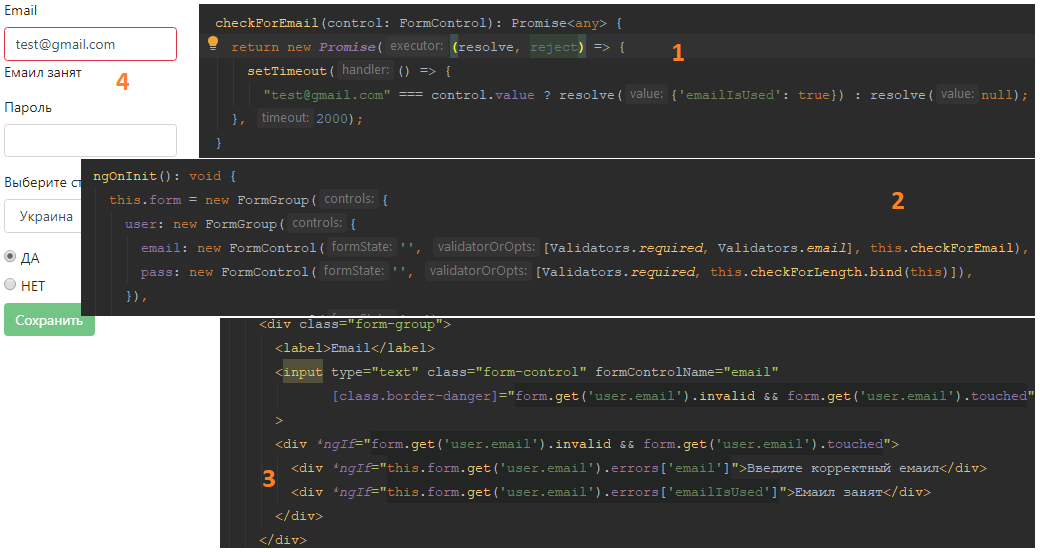 Email
test@gmail.com
Емаил занят
4
Пароль
Выберите ст
Украина
ДА
НЕТ
Сохранить
checkForEmail(control: FormControl): Promise<any> {
return new Promise( executor: (resolve, reject) => {
1
setTimeout( handler: () => {
"test@gmail.com" === control.value ? resolve( value: {'emailIsUsed': true}) : resolve( value: null);
}, timeout: 2000);
}
ngOnInit(): void {
this.form = new FormGroup( controls: {
2
user: new FormGroup( controls: {
email: new FormControl( formState: '', validatorOrOpts: [Validators.required, Validators.email], this.checkForEmail),
pass: new FormControl( formState: '', validatorOrOpts: [Validators.required, this.checkForLength.bind(this)]),
}),
<div class="form-group">
<label>Email</label>
<input type="text" class="form-control" formControlName="email"
[class.border-danger]="form.get('user.email').invalid && form.get('user.email').touched"
>
<div *ngIf="form.get('user.email').invalid && form.get('user.email').touched">
3
<div *ngIf="this.form.get('user.email').errors['email']">Введите корректный емаил</div>
<div *ngIf="this.form.get('user.email').errors['emailIsUsed']">Емаил занят</div>
</div>
</div>